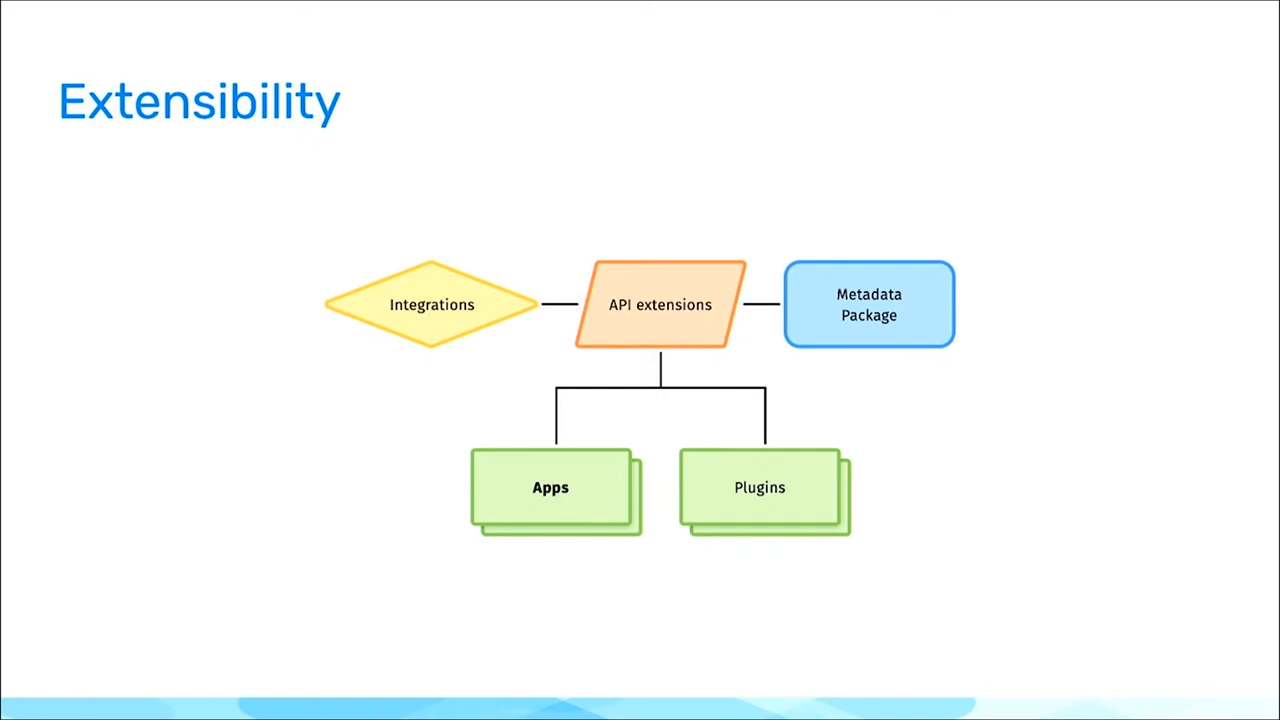 Extensibility
Integrations
API extensions
Metadata
Package
Apps
Plugins